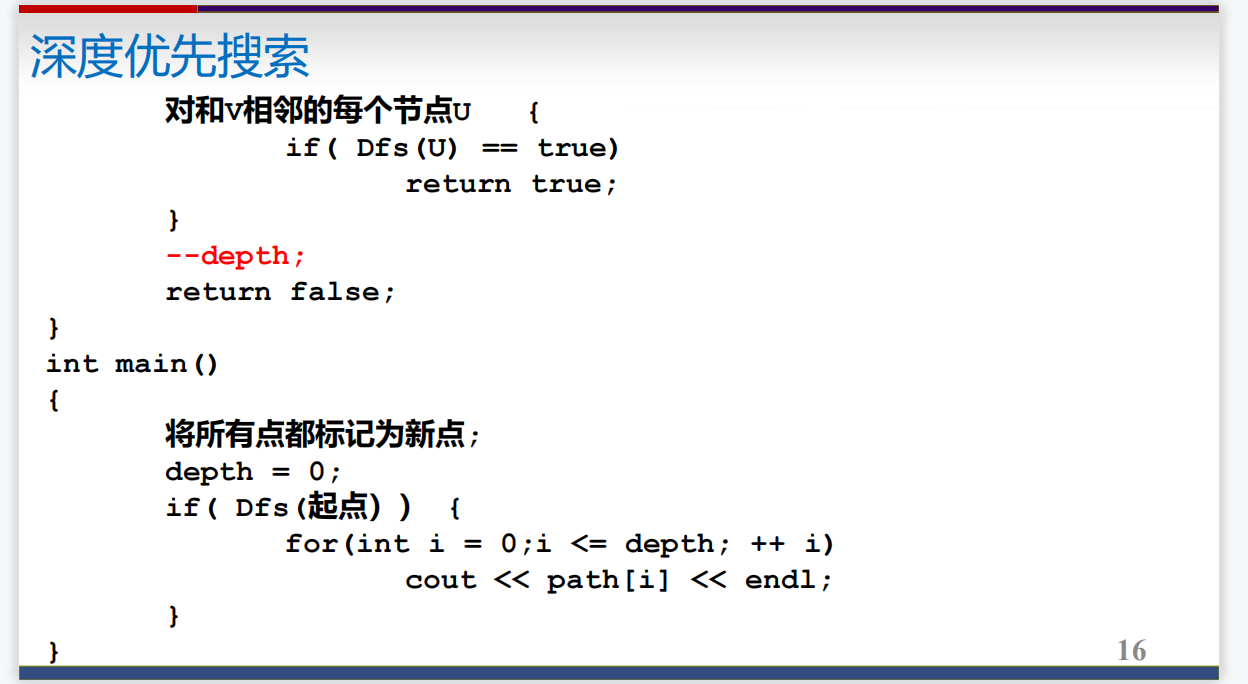 深度优先搜索
对和V相邻的每个节点U {
if( Dfs(U) == true)
return true;
}
--depth;
return false;
}
int main()
{
将所有点都标记为新点;
depth = 0;
if( Dfs(起点)) {
for(int i = 0;i <= depth; ++ i)
cout << path[i] << endl;
}
}
16